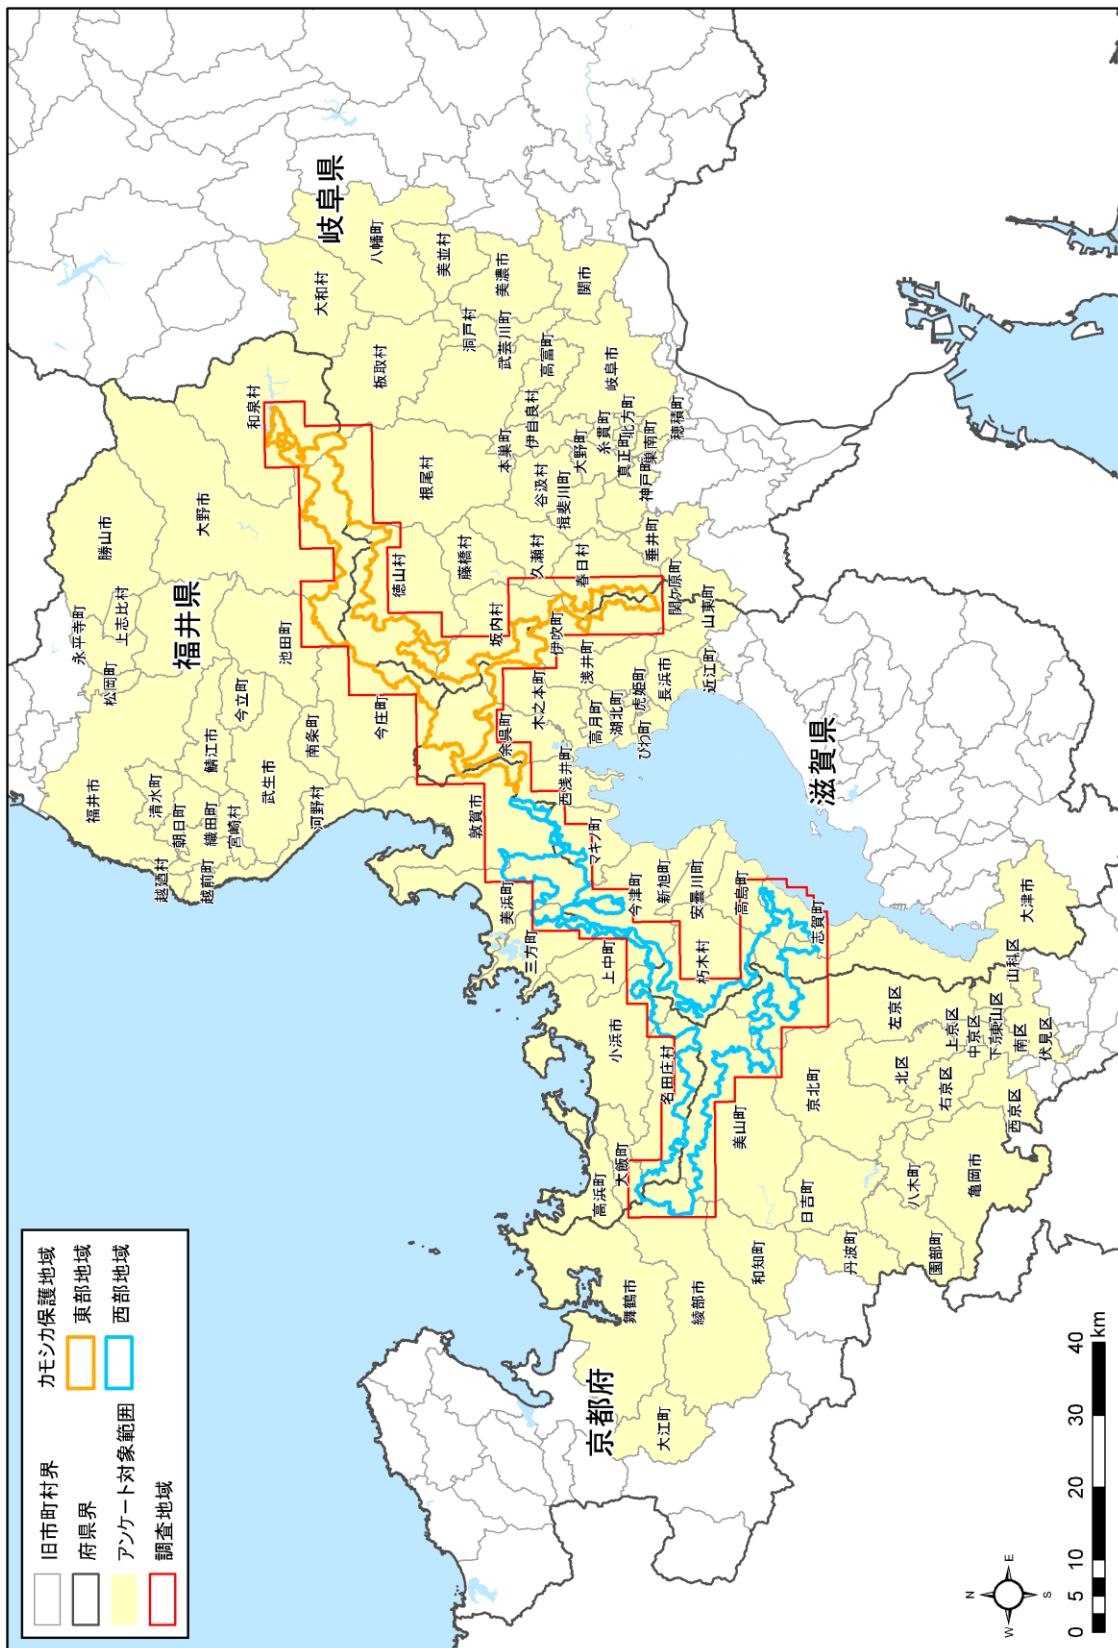 旧市町村界
府県界
アンケート対象範囲
調査地域
カモシカ保護地域
東部地域
西部地域
福井県
岐阜県
滋賀県
京都府
和泉村
大野市
勝山市
永平寺町
上志比村
松岡町
福井市
清水町
朝日町
越廼村
越前町
織田町
宮崎村
鯖江市
今立町
武生市
池田町
南条町
河野村
今庄町
敦賀市
美浜町
三方町
上中町
小浜市
名田庄村
大飯町
高浜町
大和村
八幡町
美並村
美濃市
関市
洞戸村
武芸川町
板取村
高富町
伊自良村
岐阜市
本巣町
根尾村
谷汲村
大野町
糸貫町
北方町
真正町
巣南町
穂積町
神戸町
揖斐川町
徳山村
藤橋村
久瀬村
春日村
垂井町
関ケ原町
坂内村
伊吹町
山東町
近江町
浅井町
長浜市
虎姫町
湖北町
びわ町
高月町
木之本町
余呉町
西浅井町
マキノ町
今津町
新旭町
安曇川町
高島町
朽木村
志賀町
大津市
山科区
左京区
北区
上京区
中京区
下京区
東山区
南区
伏見区
右京区
西京区
京北町
美山町
日吉町
八木町
亀岡市
園部町
丹波町
和知町
綾部市
舞鶴市
大江町
N
W
E
S
0 5 10 20 30 40
km